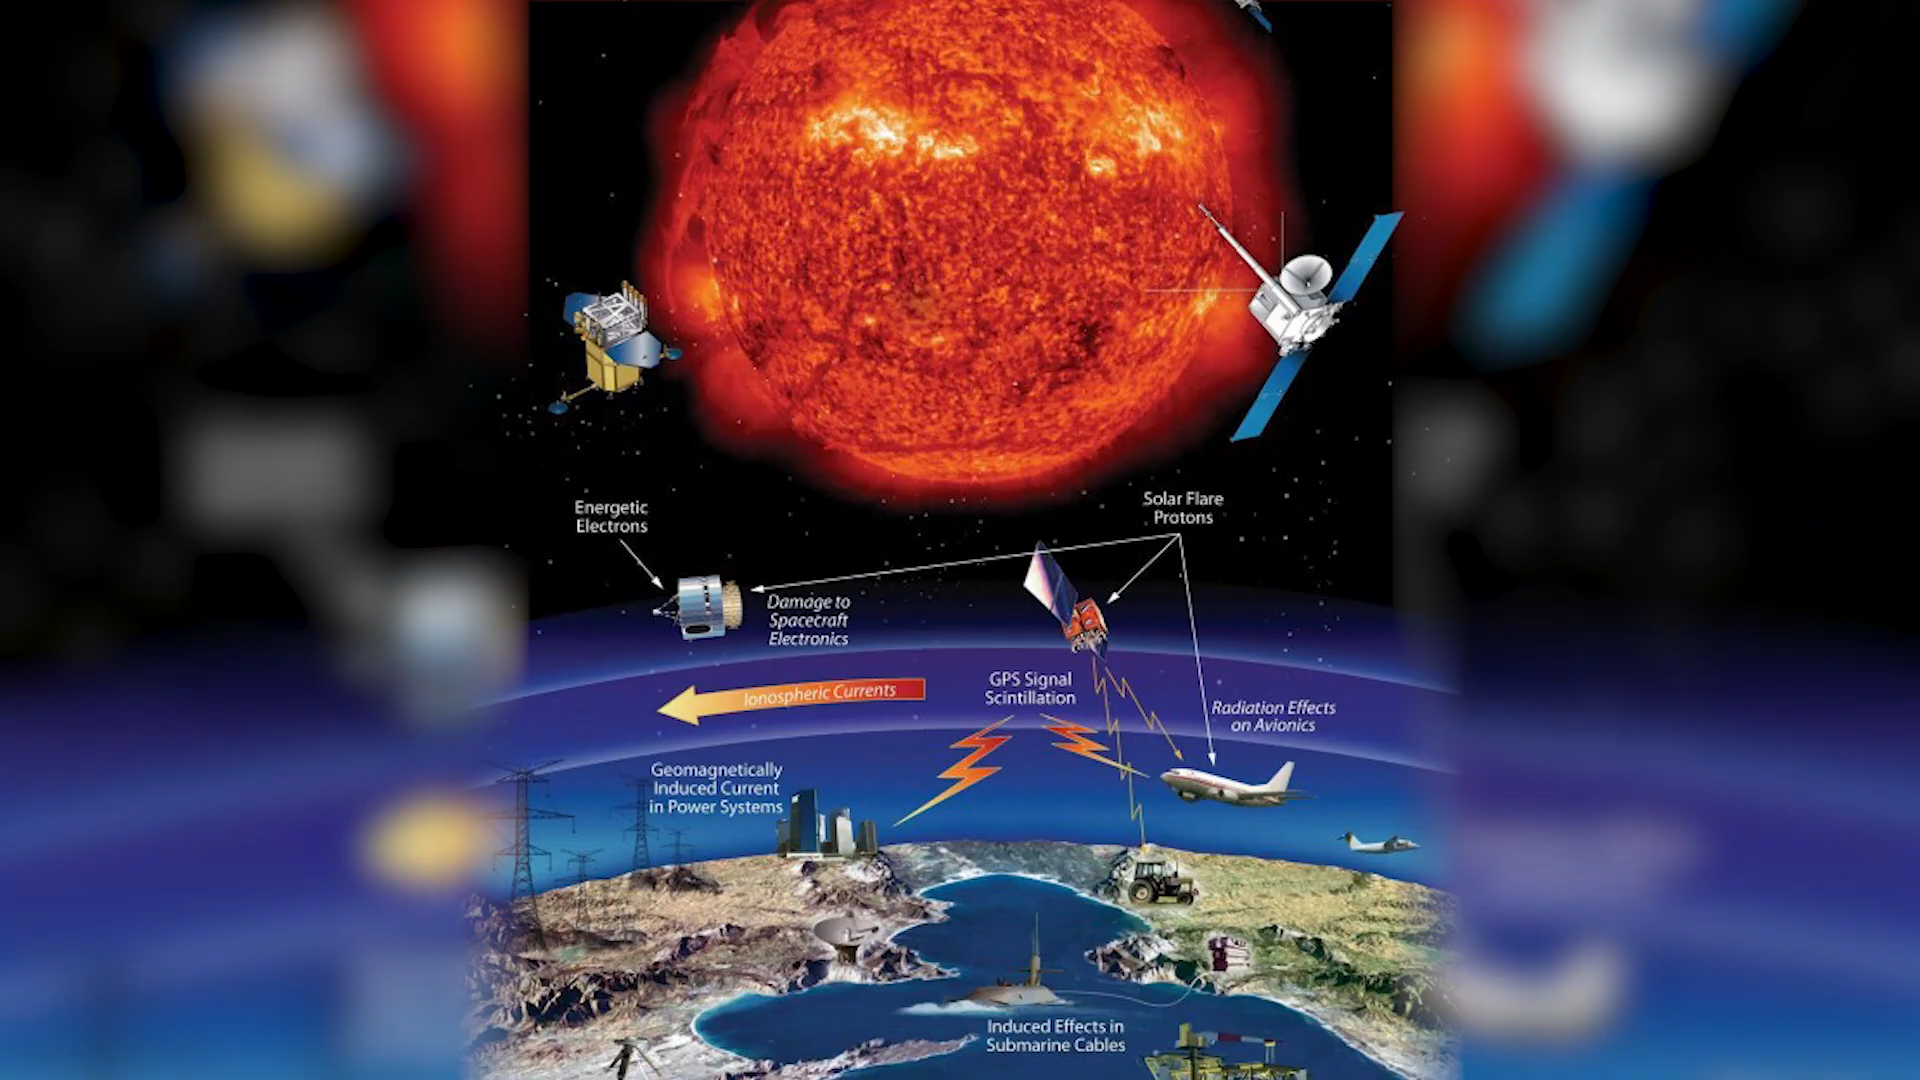 Energetic
Electrons
Solar Flare
Protons
Damage to
Spacecraft
Electronics
GPS Signal
Scintillation
Ionospheric Currents
Radiation Effects
on Avionics
Geomagnetically
Induced Current
in Power Systems
Induced Effects in
Submarine Cables